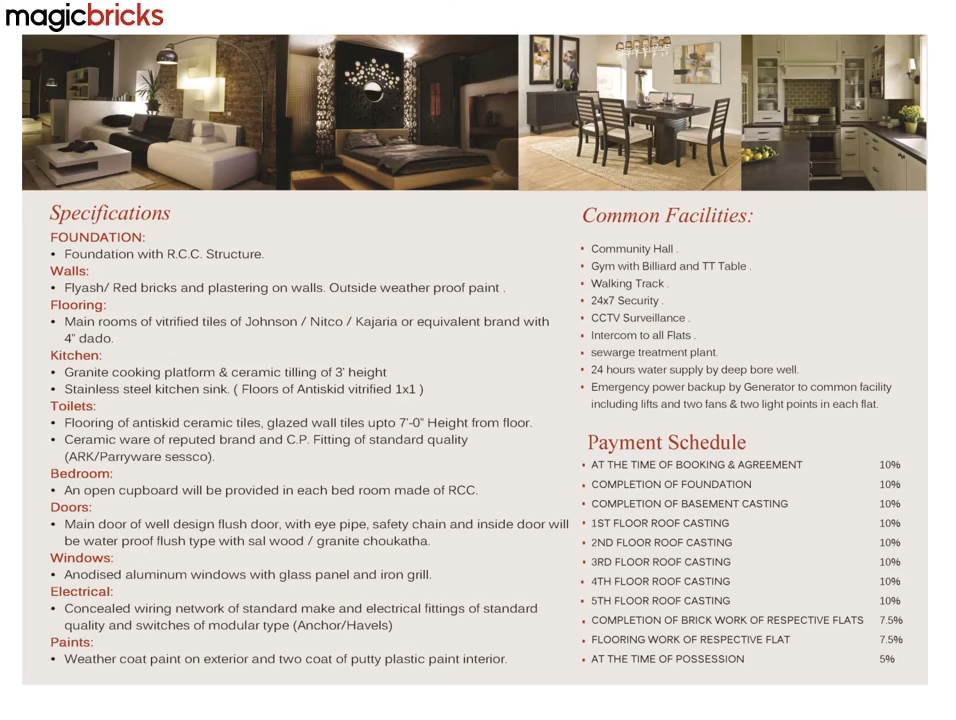 magicbricks
Specifications
FOUNDATION:
• Foundation with R.C.C. Structure.
Walls:
• Flyash/ Red bricks and plastering on walls. Outside weather proof paint .
Flooring:
• Main rooms of vitrified tiles of Johnson / Nitco / Kajaria or equivalent brand with
4" dado.
Kitchen:
• Granite cooking platform & ceramic tilling of 3' height
• Stainless steel kitchen sink. ( Floors of Antiskid vitrified 1x1 )
Toilets:
• Flooring of antiskid ceramic tiles, glazed wall tiles upto 7'-0" Height from floor.
• Ceramic ware of reputed brand and C.P. Fitting of standard quality
(ARK/Parryware sessco).
Bedroom:
• An open cupboard will be provided in each bed room made of RCC.
Doors:
• Main door of well design flush door, with eye pipe, safety chain and inside door will
be water proof flush type with sal wood / granite choukatha.
Windows:
• Anodised aluminum windows with glass panel and iron grill.
Electrical:
• Concealed wiring network of standard make and electrical fittings of standard
quality and switches of modular type (Anchor/Havels)
Paints:
• Weather coat paint on exterior and two coat of putty plastic paint interior.
Common Facilities:
• Community Hall .
• Gym with Billiard and TT Table .
• Walking Track .
• 24x7 Security .
• CCTV Surveillance .
• Intercom to all Flats .
• sewarge treatment plant.
• 24 hours water supply by deep bore well.
• Emergency power backup by Generator to common facility
including lifts and two fans & two light points in each flat.
Payment Schedule
• AT THE TIME OF BOOKING & AGREEMENT 10%
• COMPLETION OF FOUNDATION 10%
• COMPLETION OF BASEMENT CASTING 10%
• 1ST FLOOR ROOF CASTING 10%
• 2ND FLOOR ROOF CASTING 10%
• 3RD FLOOR ROOF CASTING 10%
• 4TH FLOOR ROOF CASTING 10%
• 5TH FLOOR ROOF CASTING 10%
• COMPLETION OF BRICK WORK OF RESPECTIVE FLATS 7.5%
• FLOORING WORK OF RESPECTIVE FLAT 7.5%
• AT THE TIME OF POSSESSION 5%